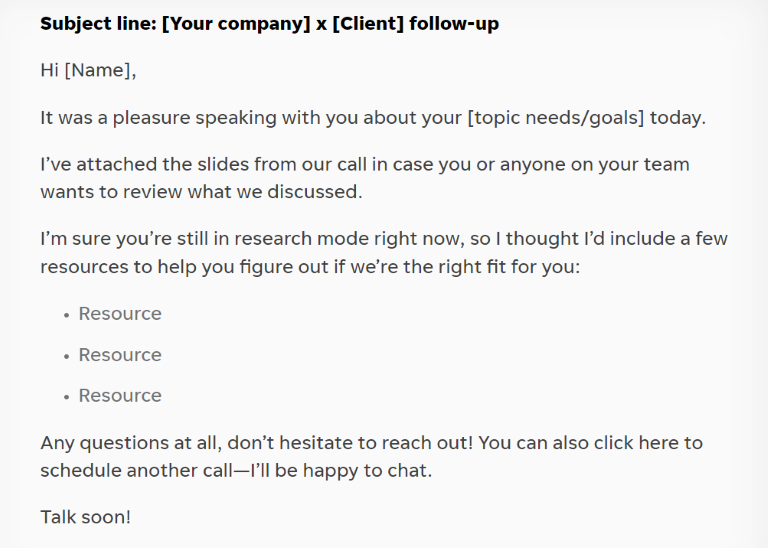 Subject line: [Your company] x [Client] follow-up
Hi [Name],
It was a pleasure speaking with you about your [topic needs/goals] today.
I’ve attached the slides from our call in case you or anyone on your team
wants to review what we discussed.
I’m sure you’re still in research mode right now, so I thought I’d include a few
resources to help you figure out if we’re the right fit for you:
• Resource
• Resource
• Resource
Any questions at all, don’t hesitate to reach out! You can also click here to
schedule another call—I’ll be happy to chat.
Talk soon!